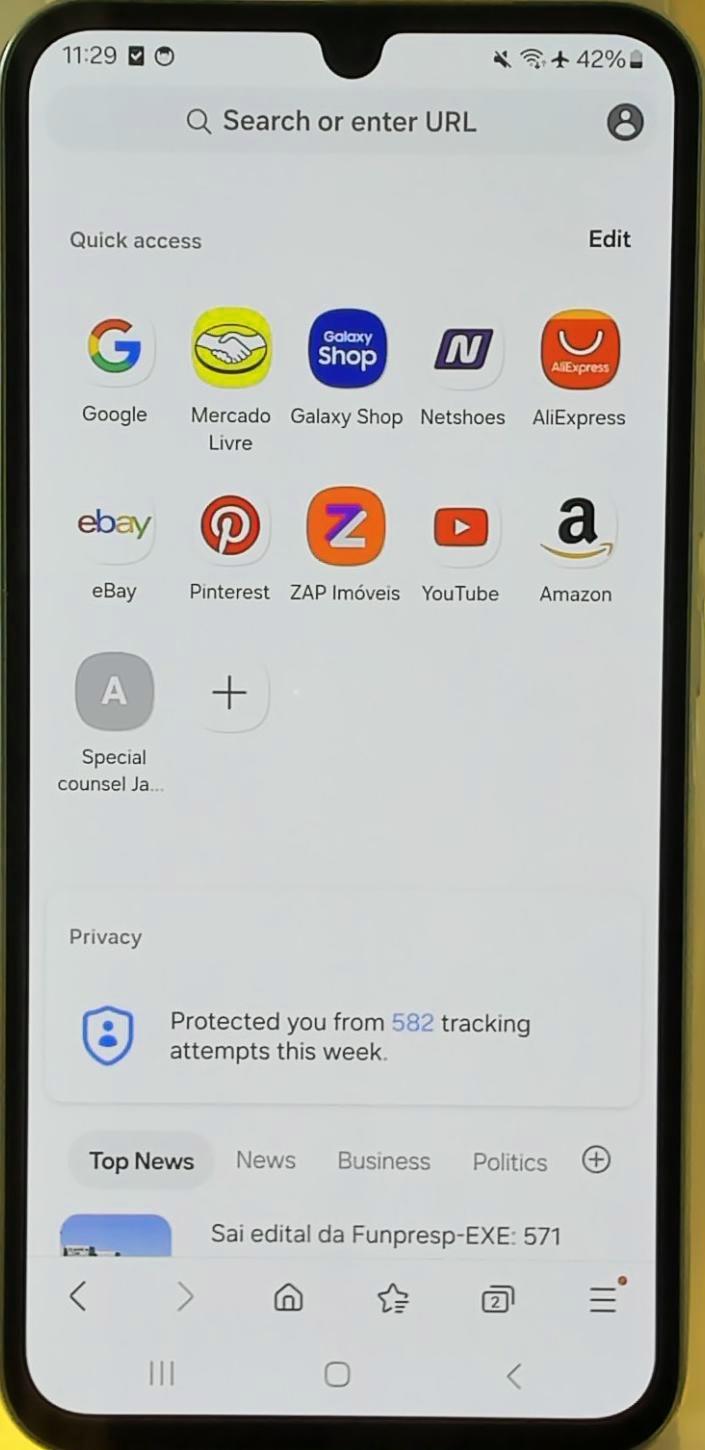 11:29 42%
Search or enter URL
Quick access Edit
Galaxy
Shop
AliExpress
Google Mercado Livre Galaxy Shop Netshoes AliExpress
ebay a
eBay Pinterest ZAP Imóveis YouTube Amazon
A
Special
counsel Ja...
Privacy
Protected you from 582 tracking
attempts this week.
Top News News Business Politics
Sai edital da Funpresp-EXE: 571
2